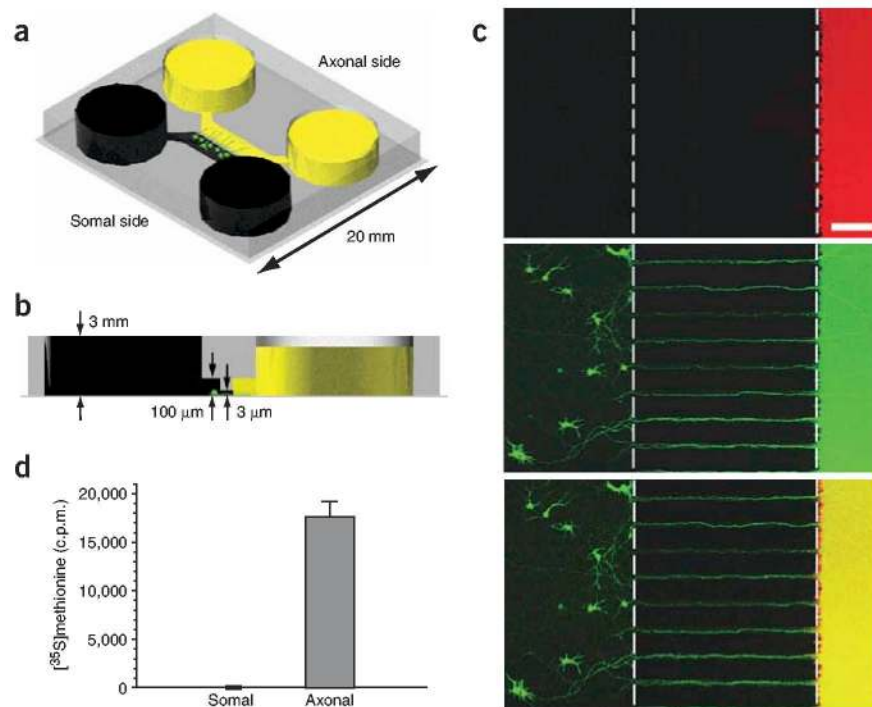 a
Axonal side
Somal side
20 mm
b
3 mm
100 μm
3 μm
c
d
[35S]methionine (c.p.m.)
20,000
15,000
10,000
5,000
0
Somal
Axonal